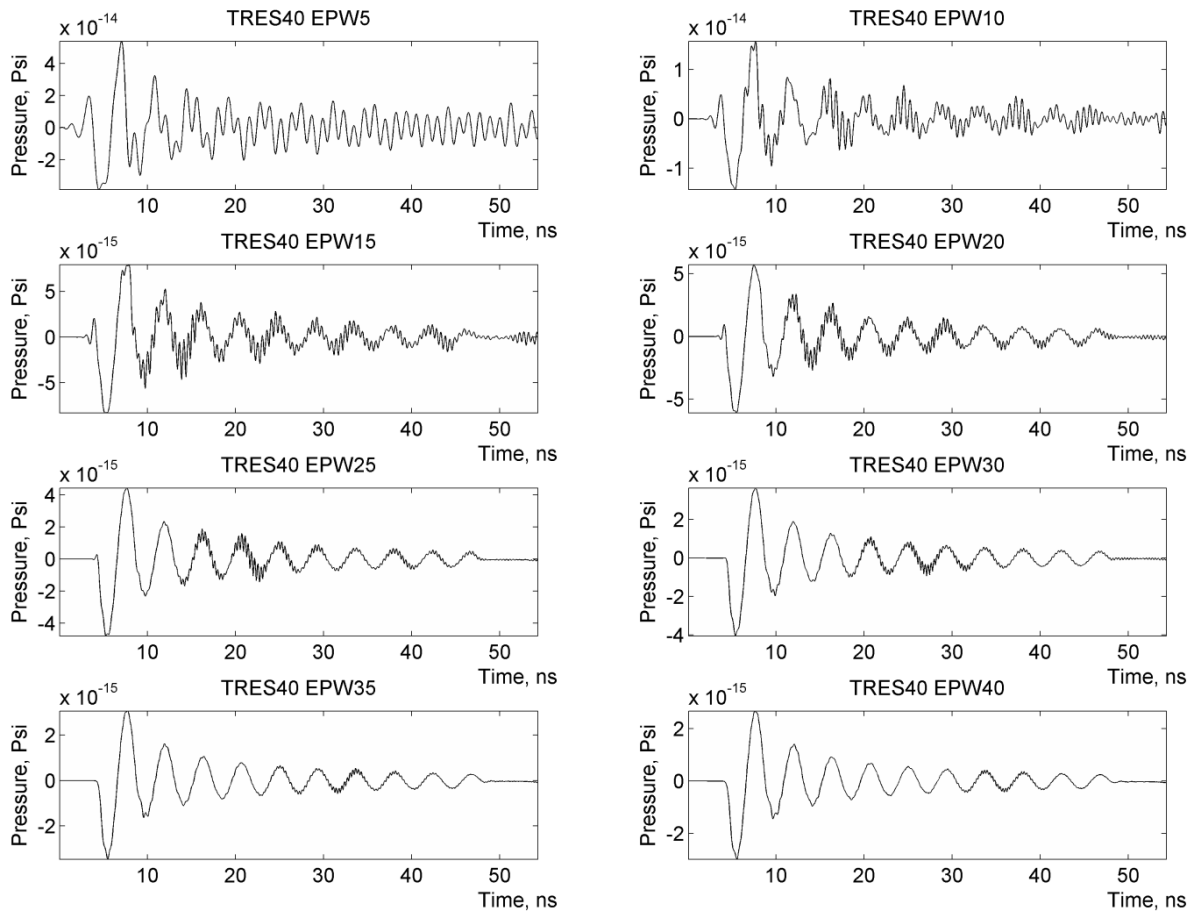 TRES40 EPW5
x 10-14
Pressure, Psi
4
2
0
-2
10 20 30 40 50
Time, ns
TRES40 EPW10
x 10-14
Pressure, Psi
1
0
-1
10 20 30 40 50
Time, ns
TRES40 EPW15
x 10-15
Pressure, Psi
5
0
-5
10 20 30 40 50
Time, ns
TRES40 EPW20
x 10-15
Pressure, Psi
5
0
-5
10 20 30 40 50
Time, ns
TRES40 EPW25
x 10-15
Pressure, Psi
4
2
0
-2
-4
10 20 30 40 50
Time, ns
TRES40 EPW30
x 10-15
Pressure, Psi
2
0
-2
-4
10 20 30 40 50
Time, ns
TRES40 EPW35
x 10-15
Pressure, Psi
2
0
-2
10 20 30 40 50
Time, ns
TRES40 EPW40
x 10-15
Pressure, Psi
2
0
-2
10 20 30 40 50
Time, ns